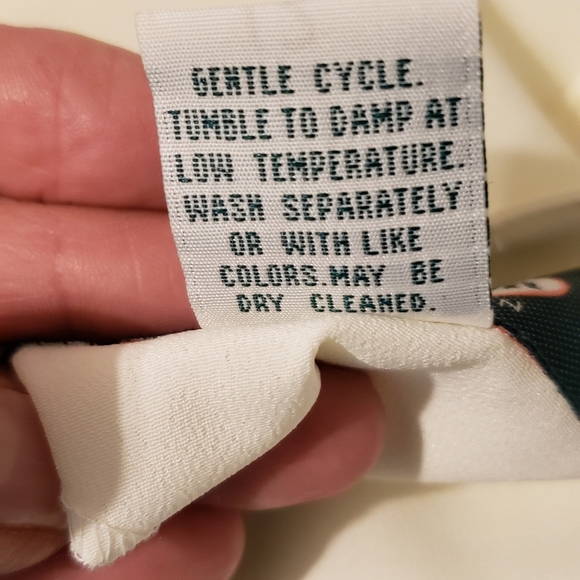 GENTLE CYCLE.
TUMBLE TO DAMP AT
LOW TEMPERATURE.
WASH SEPARATELY
OR WITH LIKE
COLORS.MAY BE
DRY CLEANED.